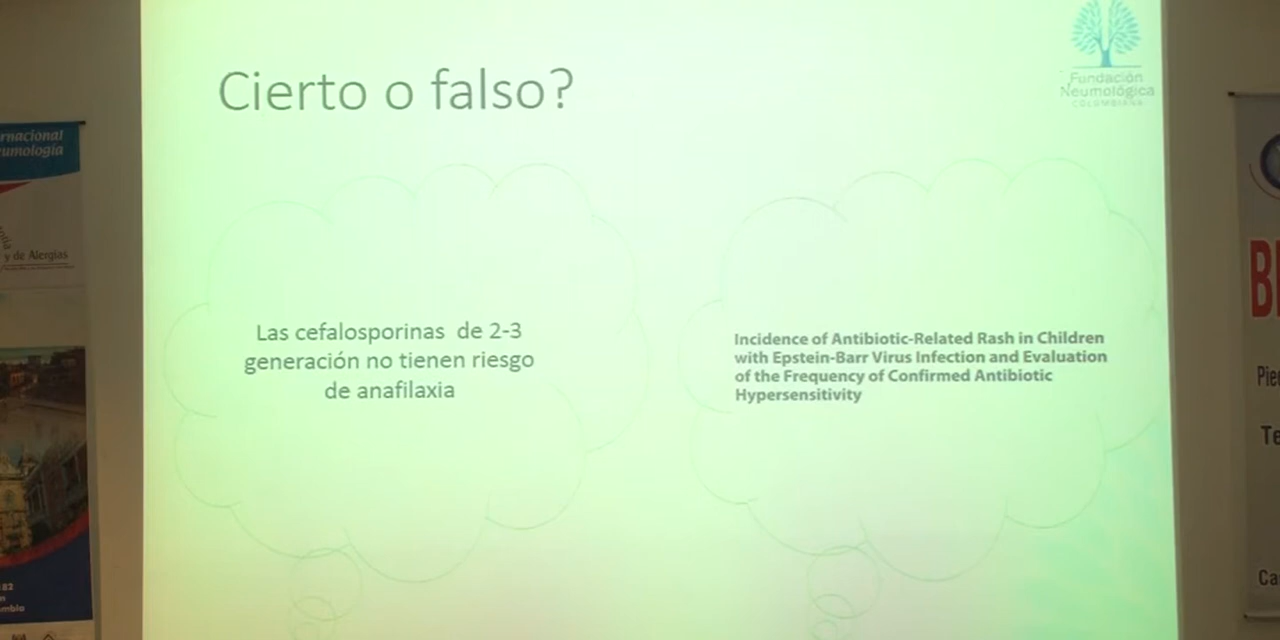 Cierto o falso?
Fundación
Neumológica
COLOMBIANA
Las cefalosporinas de 2-3
generación no tienen riesgo
de anafilaxia
Incidence of Antibiotic-Related Rash in Children
with Epstein-Barr Virus Infection and Evaluation
of the Frequency of Confirmed Antibiotic
Hypersensitivity
y de Alergias